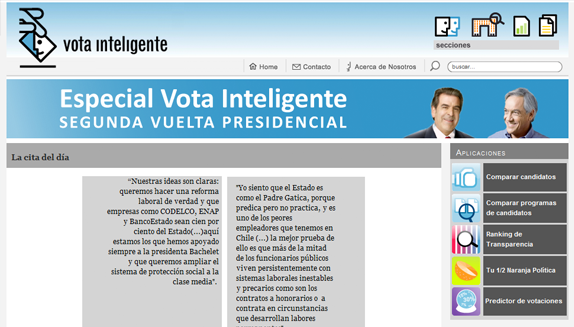 vota inteligente
secciones
Home
Contacto
Acerca de Nosotros
buscar...
Especial Vota Inteligente
SEGUNDA VUELTA PRESIDENCIAL
La cita del día
"Nuestras ideas son claras:
queremos hacer una reforma
laboral de verdad y que
empresas como CODELCO, ENAP
y BancoEstado sean cien por
ciento del Estado(...)aquí
estamos los que hemos apoyado
siempre a la presidenta Bachelet
y que queremos ampliar el
sistema de protección social a la
clase media".
"Yo siento que el Estado es
como el Padre Gatica, porque
predica pero no practica, y es
uno de los peores
empleadores que tenemos en
Chile (...) la mejor prueba de
ello es que más de la mitad
de los funcionarios públicos
viven persistentemente con
sistemas laborales inestables
y precarios como son los
contratos a honorarios o a
contrata en circunstancias
que desarrollan labores
APLICACIONES
Comparar candidatos
Comparar programas
de candidatos
Ranking de
Transparencia
Tu 1/2 Naranja Política
Predictor de votaciones